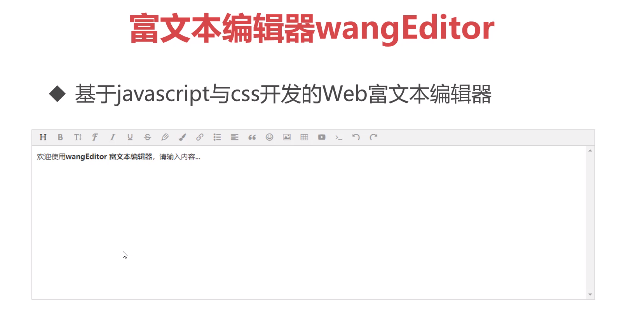 富文本编辑器wangEditor
基于javascript与css开发的Web富文本编辑器
欢迎使用wangEditor 富文本编辑器，请输入内容...